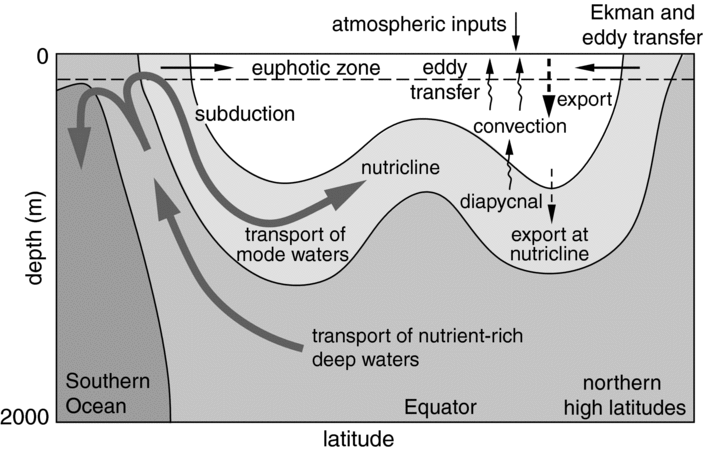 atmospheric inputs
Ekman and
eddy transfer
0
euphotic zone
eddy
transfer
export
subduction
convection
nutricline
diapycnal
transport of
mode waters
export at
nutricline
depth (m)
transport of nutrient-rich
deep waters
Southern
Ocean
Equator
northern
high latitudes
2000
latitude